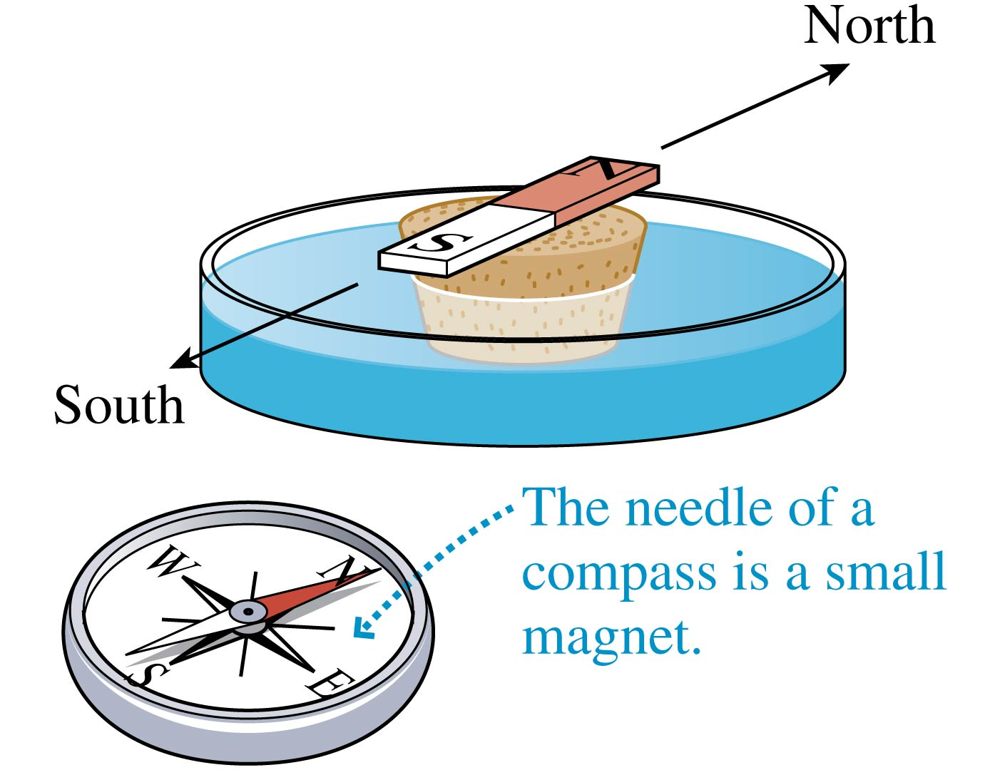 North
N
S
South
The needle of a
compass is a small
magnet.
W
N
S
E